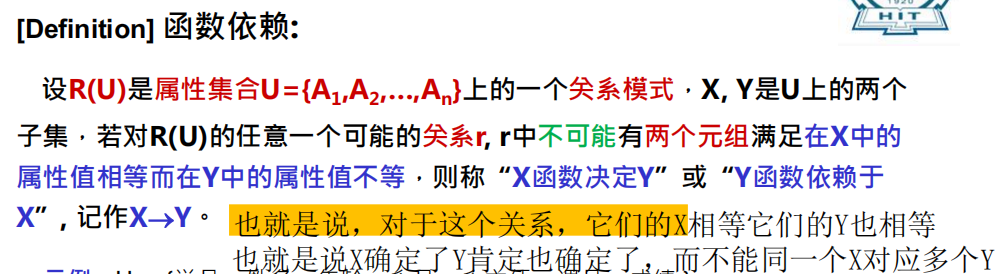 1920
HIT
[Definition] 函数依赖:
设R(U)是属性集合U={A1,A2,…,An}上的一个关系模式，X, Y是U上的两个
子集，若对R(U)的任意一个可能的关系r, r中不可能有两个元组满足在X中的
属性值相等而在Y中的属性值不等，则称“X函数决定Y”或“Y函数依赖于
X”, 记作X→Y。
也就是说，对于这个关系，它们的X相等它们的Y也相等
也就是说X确定了Y肯定也确定了，而不能同一个X对应多个Y